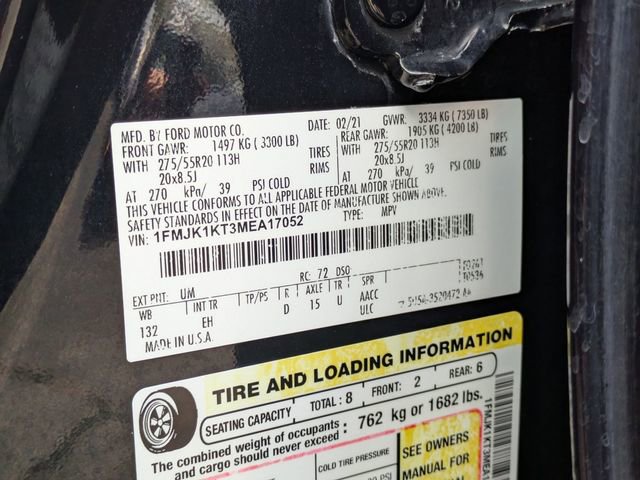 MFD. BY FORD MOTOR CO.
DATE: 02/21 GVWR: 3334 KG ( 7350 LB)
FRONT GAWR: 1497 KG ( 3300 LB) REAR GAWR: 1905 KG ( 4200 LB)
WITH 275/55R20 113H TIRES WITH 275/55R20 113H TIRES
20x8.5J RIMS 20x8.5J RIMS
AT 270 kPa/ 39 PSI COLD AT 270 kPa/ 39 PSI COLD
THIS VEHICLE CONFORMS TO ALL APPLICABLE FEDERAL MOTOR VEHICLE
SAFETY STANDARDS IN EFFECT ON THE DATE OF MANUFACTURE SHOWN ABOVE.
VIN: 1FMJK1KT3MEA17052 TYPE: MPV
EXT PNT: UM RC: 72 DSO:
WB INT TR TP/PS R AXLE TR SPR
132 EH D 15 U AACC
ULC
MADE IN U.S.A.
TIRE AND LOADING INFORMATION
SEATING CAPACITY TOTAL : 8 FRONT: 2 REAR: 6
The combined weight of occupants and cargo should never exceed: 762 kg or 1682 lbs.
COLD TIRE PRESSURE
SEE OWNERS
MANUAL FOR